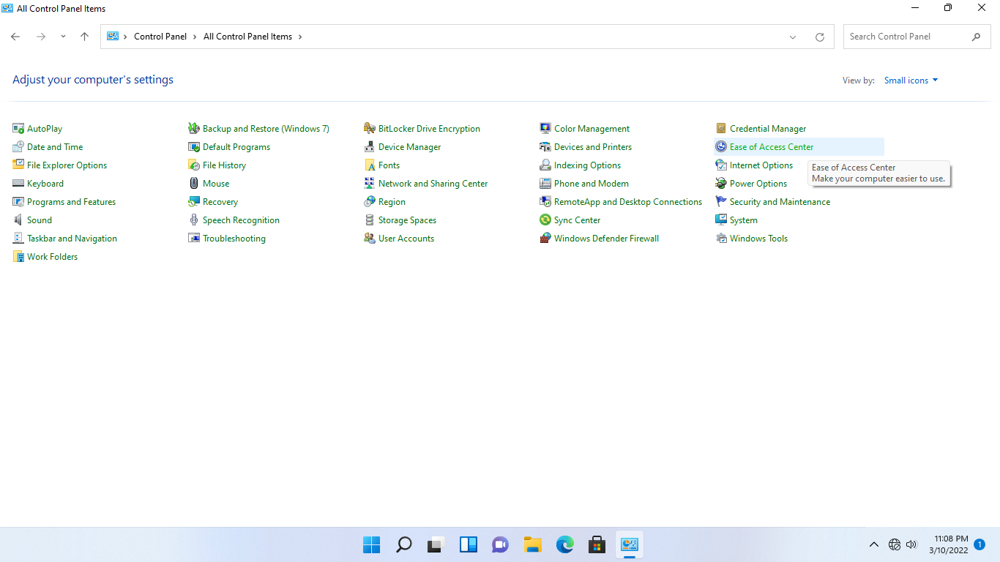 All Control Panel Items
Control Panel All Control Panel Items
Search Control Panel
Adjust your computer's settings
View by: Small icons
AutoPlay Backup and Restore (Windows 7) BitLocker Drive Encryption Color Management Credential Manager
Date and Time Default Programs Device Manager Devices and Printers Ease of Access Center
File Explorer Options File History Fonts Indexing Options Internet Options
Ease of Access Center
Make your computer easier to use.
Keyboard Mouse Network and Sharing Center Phone and Modem Power Options
Programs and Features Recovery Region RemoteApp and Desktop Connections Security and Maintenance
Sound Speech Recognition Storage Spaces Sync Center System
Taskbar and Navigation Troubleshooting User Accounts Windows Defender Firewall Windows Tools
Work Folders
11:08 PM
3/10/2022
1